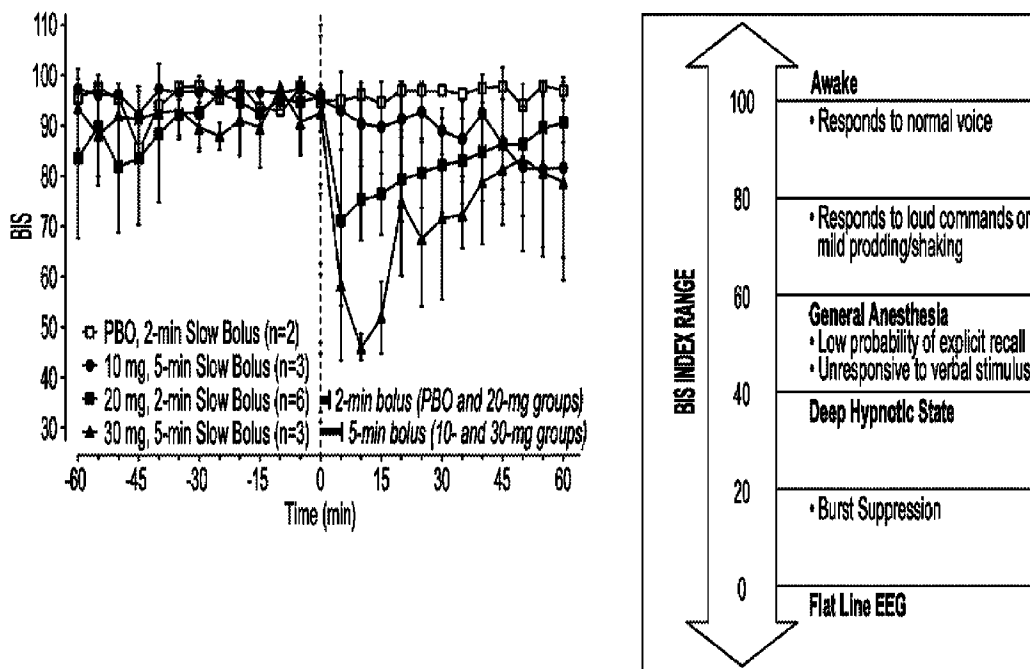 110
100
90
80
70
60
50
40
30
BIS
PBO, 2-min Slow Bolus (n=2)
10 mg, 5-min Slow Bolus (n=3)
20 mg, 2-min Slow Bolus (n=6)
30 mg, 5-min Slow Bolus (n=3)
2-min bolus (PBO and 20-mg groups)
5-min bolus (10- and 30-mg groups)
-60
-45
-30
-15
0
15
30
45
60
Time (min)
BIS INDEX RANGE
Awake
100
• Responds to normal voice
80
• Responds to loud commands or
mild prodding/shaking
60
General Anesthesia
• Low probability of explicit recall
• Unresponsive to verbal stimulus
40
Deep Hypnotic State
20
• Burst Suppression
0
Flat Line EEG